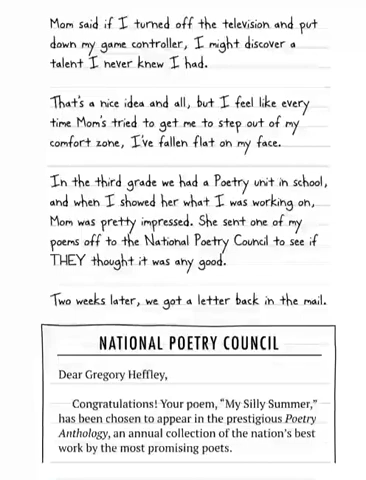 Mom said if I turned off the television and put
down my game controller, I might discover a
talent I never knew I had.
That's a nice idea and all, but I feel like every
time Mom's tried to get me to step out of my
comfort zone, I've fallen flat on my face.
In the third grade we had a Poetry unit in school,
and when I showed her what I was working on,
Mom was pretty impressed. She sent one of my
poems off to the National Poetry Council to see if
THEY thought it was any good.
Two weeks later, we got a letter back in the mail.
NATIONAL POETRY COUNCIL
Dear Gregory Heffley,
Congratulations! Your poem, “My Silly Summer,”
has been chosen to appear in the prestigious Poetry
Anthology, an annual collection of the nation's best
work by the most promising poets.